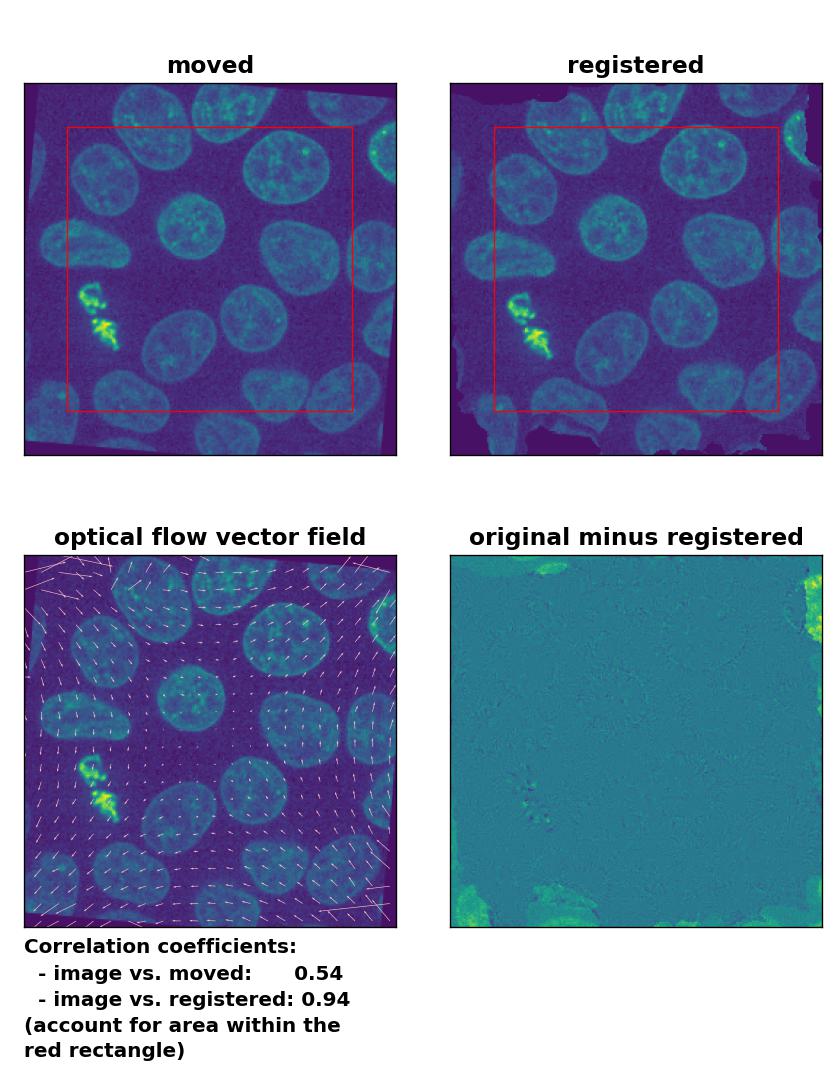 moved
registered
optical flow vector field
original minus registered
Correlation coefficients:
- image vs. moved: 0.54
- image vs. registered: 0.94
(account for area within the
red rectangle)